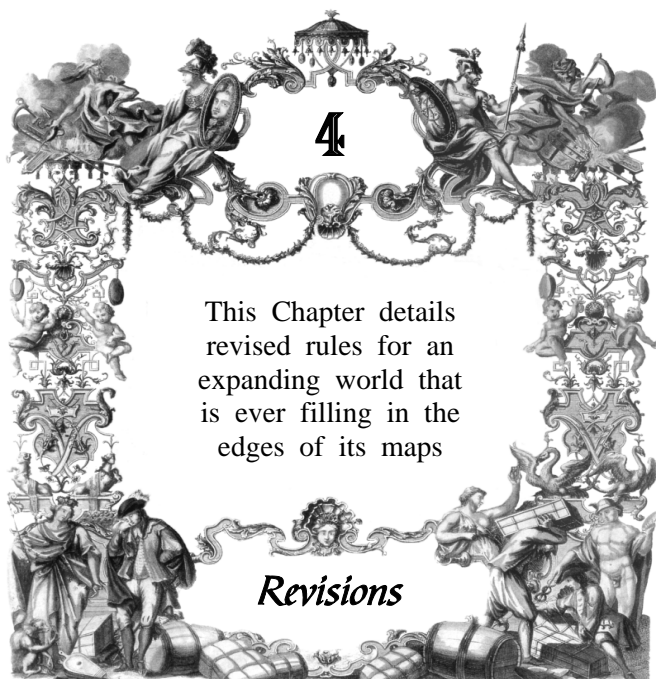 4
This Chapter details
revised rules for an
expanding world that
is ever filling in the
edges of its maps
Revisions